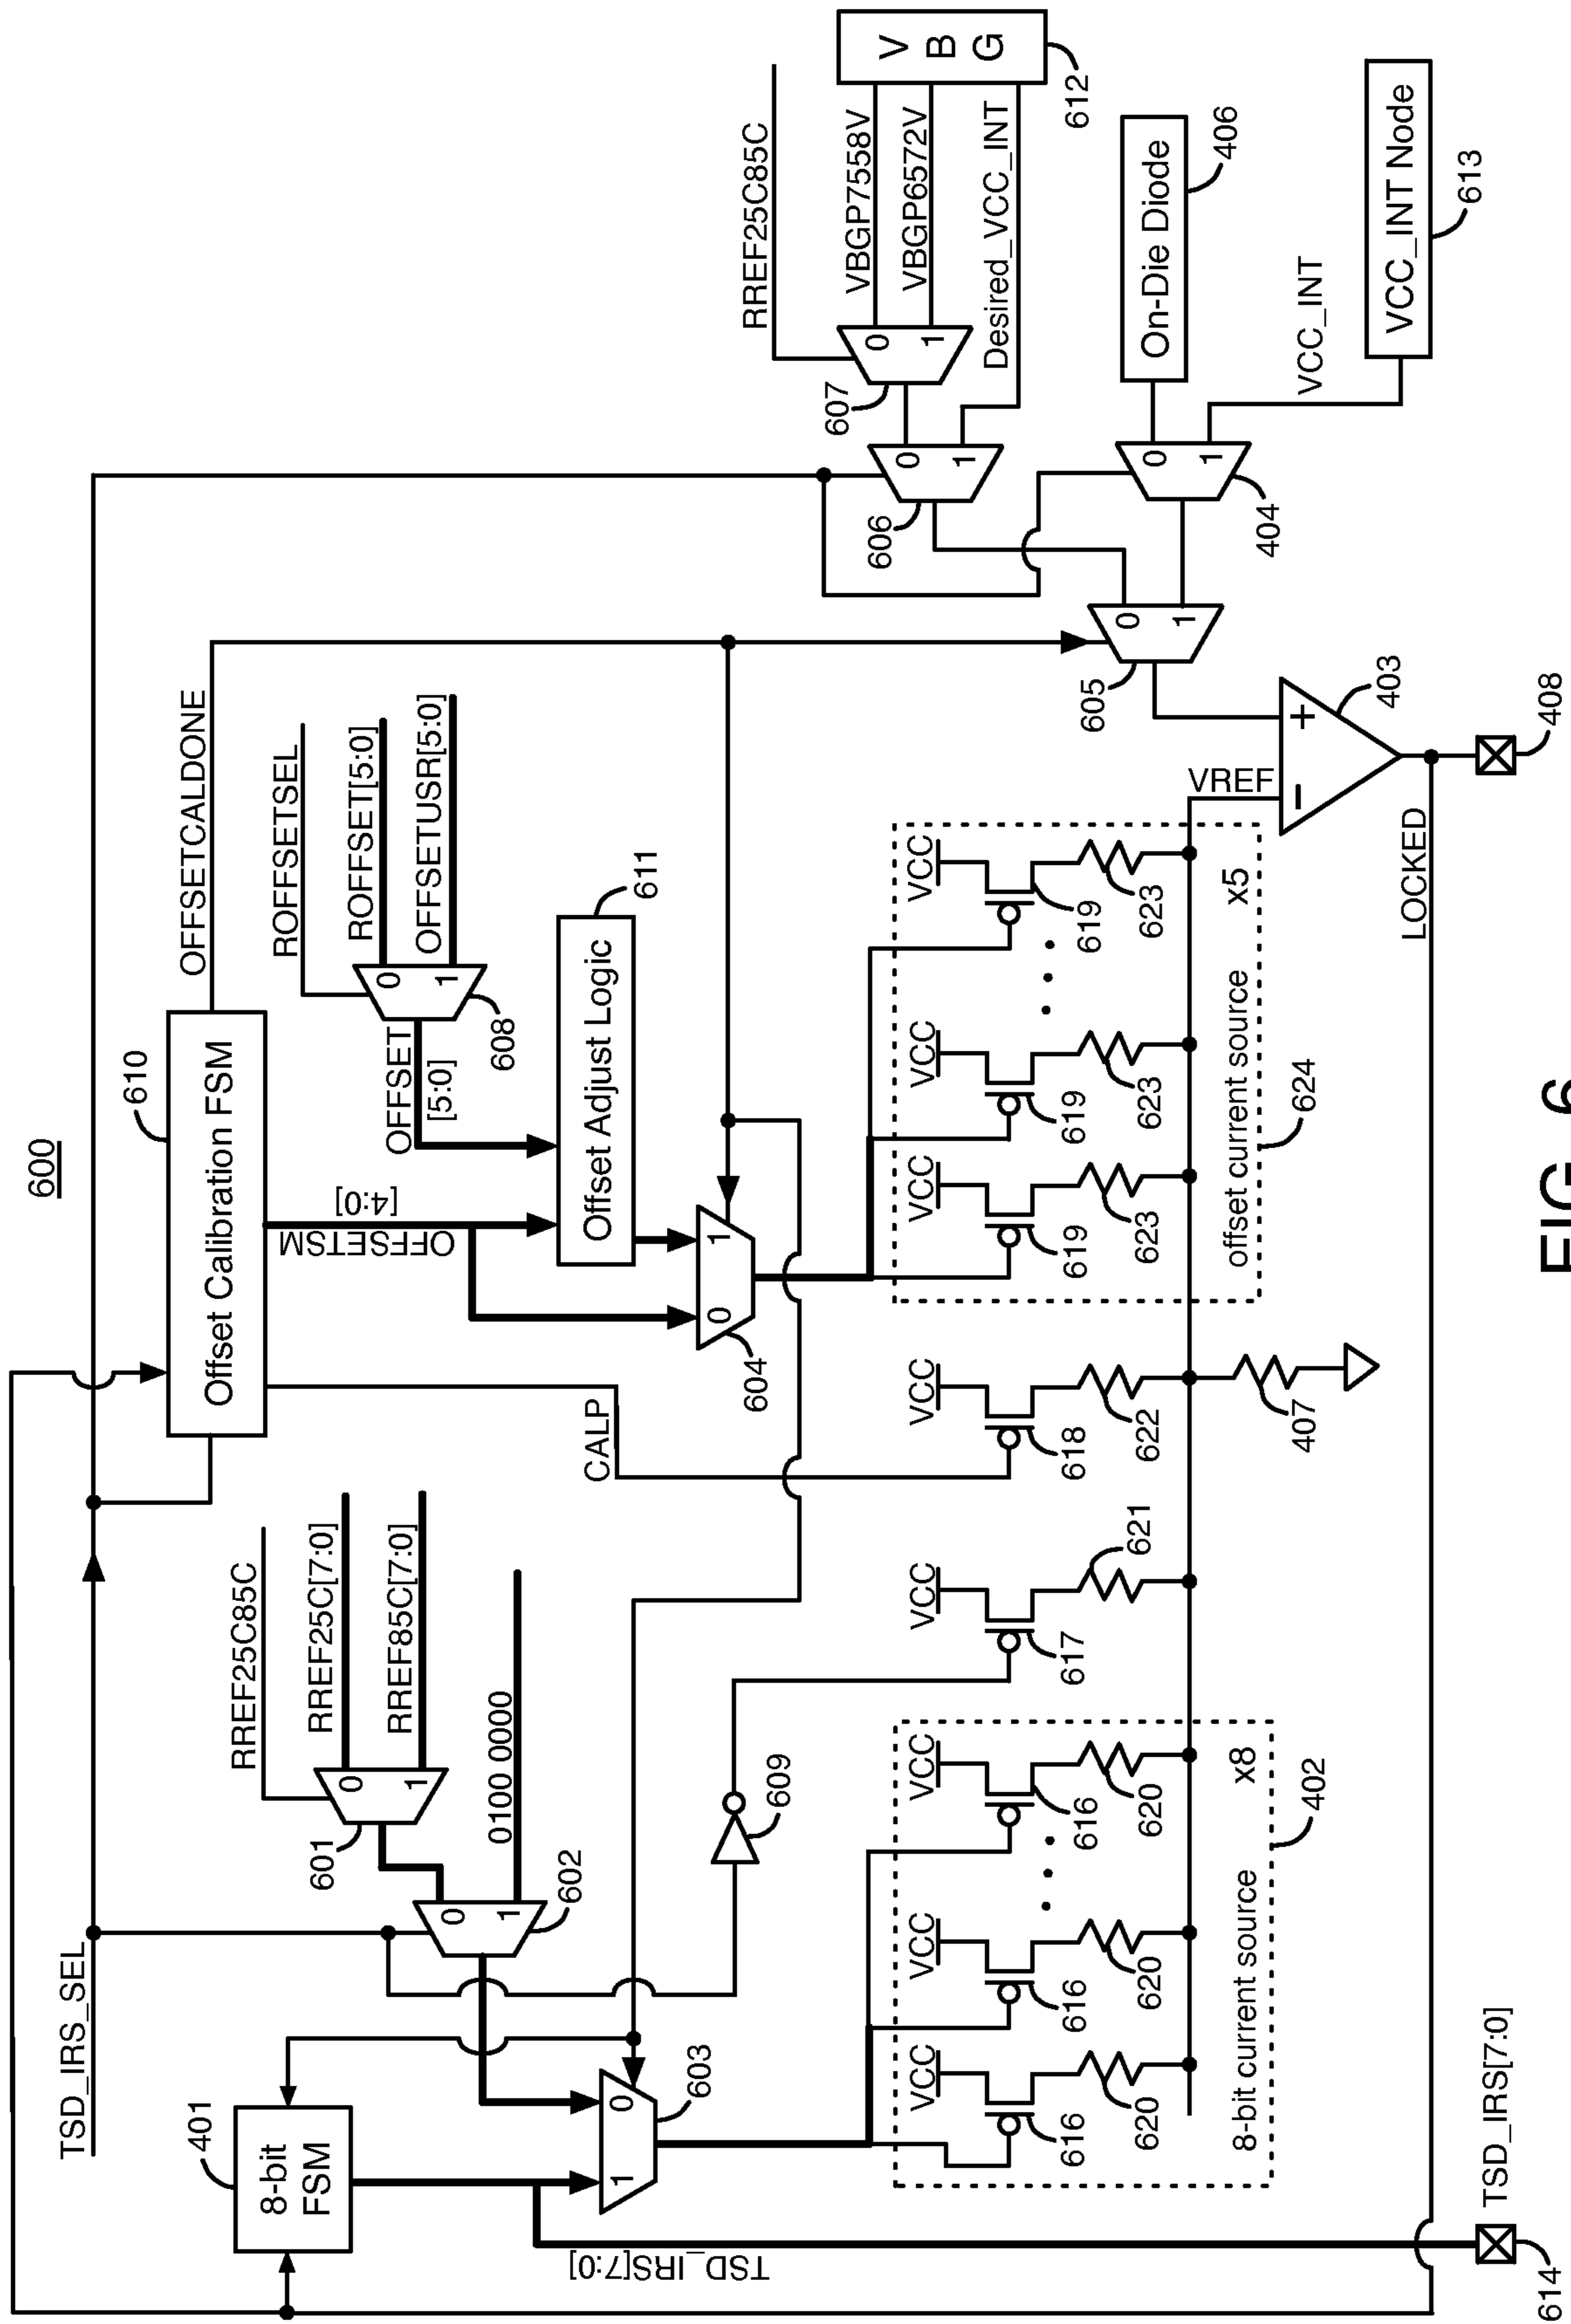 600
TSD_IRS_SEL
401
8-bit
FSM
RREF25C85C
RREF25C[7:0]
RREF85C[7:0]
0100 0000
601
0
1
602
0
1
603
1
0
609
TSD_IRS[7:0]
610
Offset Calibration FSM
OFFSETCALDONE
CALP
OFFSETSM
[4:0]
ROFFSETSEL
ROFFSET[5:0]
OFFSETUSR[5:0]
0
1
608
OFFSET
[5:0]
611
Offset Adjust Logic
604
0
1
RREF25C85C
VBGP7558V
VBGP6572V
Desired_VCC_INT
V
B
G
612
607
0
1
606
0
1
On-Die Diode
406
VCC_INT
VCC_INT Node
613
404
0
1
605
0
1
VCC
VCC
VCC
616
616
616
620
620
620
8-bit current source
x8
402
VCC
617
621
VCC
618
622
407
VCC
VCC
VCC
619
619
619
623
623
623
offset current source
x5
624
VREF
−
+
403
LOCKED
408
614
TSD_IRS[7:0]
FIG. 6